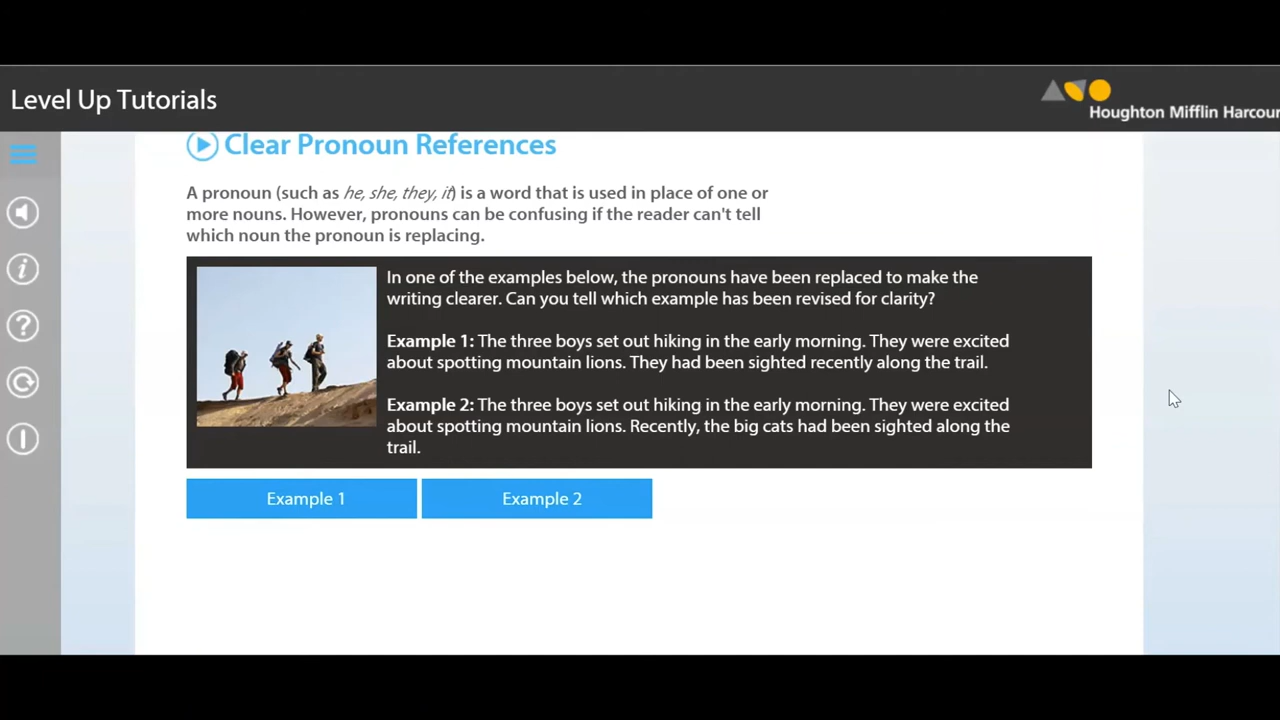 Level Up Tutorials
Houghton Mifflin Harcour
Clear Pronoun References
A pronoun (such as he, she, they, it) is a word that is used in place of one or
more nouns. However, pronouns can be confusing if the reader can't tell
which noun the pronoun is replacing.
In one of the examples below, the pronouns have been replaced to make the
writing clearer. Can you tell which example has been revised for clarity?
Example 1: The three boys set out hiking in the early morning. They were excited
about spotting mountain lions. They had been sighted recently along the trail.
Example 2: The three boys set out hiking in the early morning. They were excited
about spotting mountain lions. Recently, the big cats had been sighted along the
trail.
Example 1
Example 2